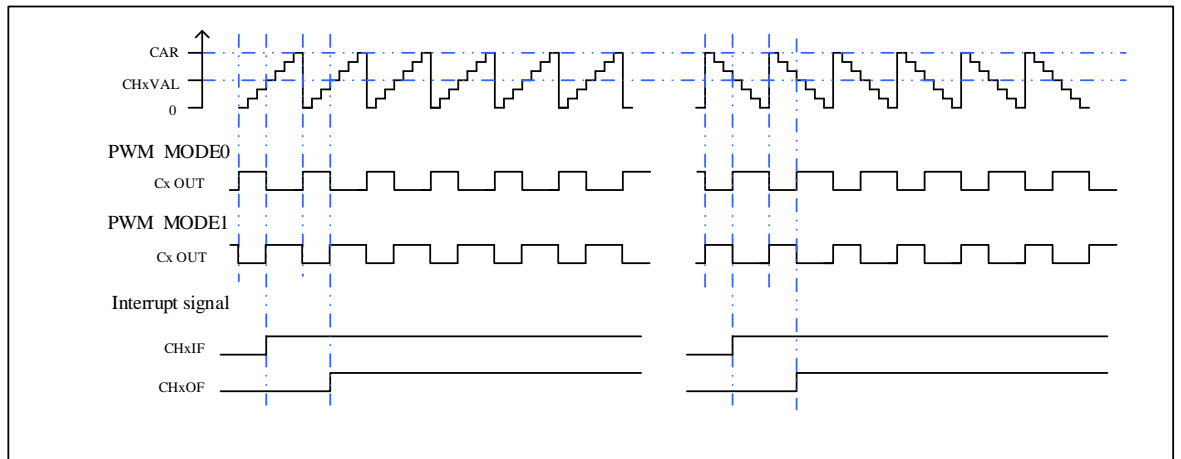 CAR
CHxVAL
0
PWM MODE0
Cx OUT
PWM MODE1
Cx OUT
Interrupt signal
CHxIF
CHxOF